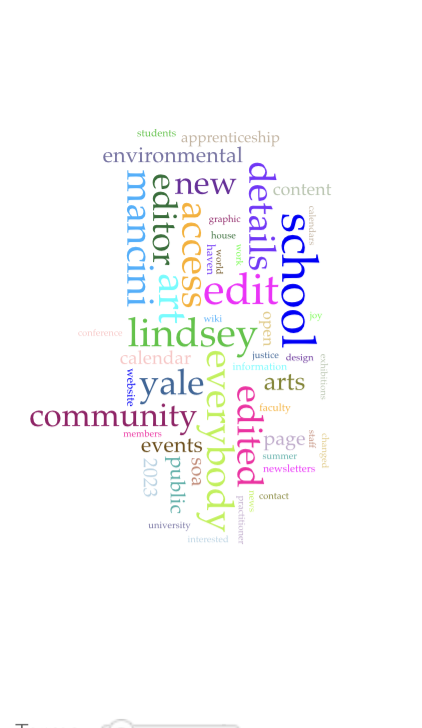 students
apprenticeship
environmental
new
details
content
mancini
editor
access
graphic
calendars
school
house
haven
world
work
art
edit
wiki
open
joy
conference
lindsey
calendar
justice
design
information
exhibitions
website
yale
everybody
arts
edited
faculty
community
members
events
page
staff
changed
summer
2023
public
soa
newsletters
news
contact
practitioner
university
interested